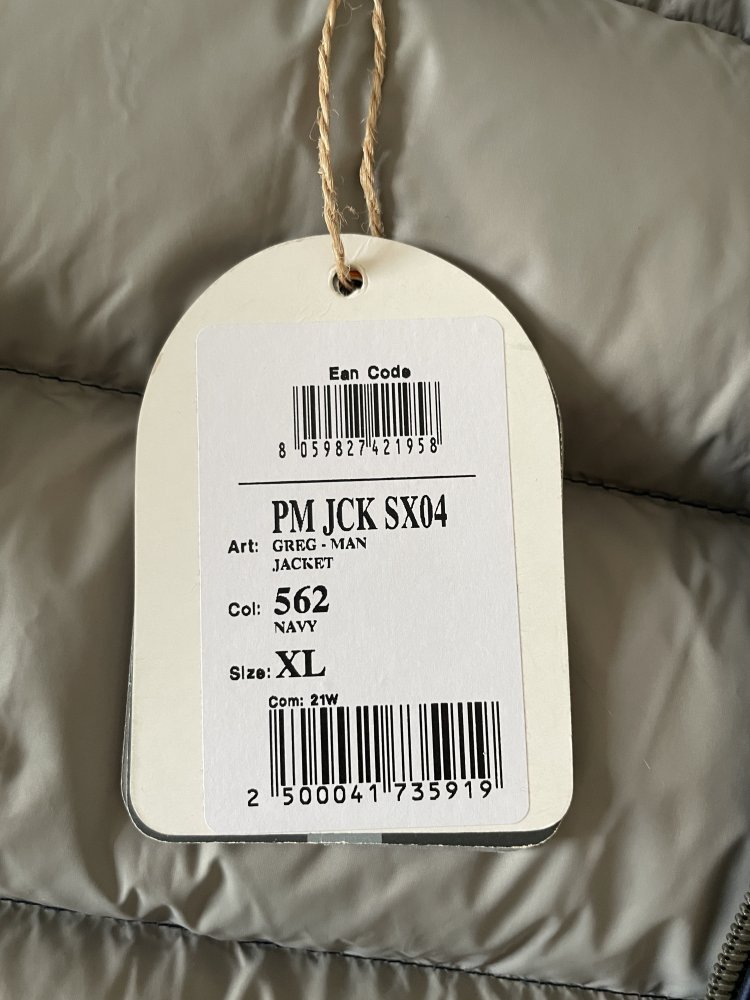 Ean Code
8 059827 421958
PM JCK SX04
Art: GREG - MAN
JACKET
Col: 562
NAVY
Size: XL
Com: 21W
2 500041 735919